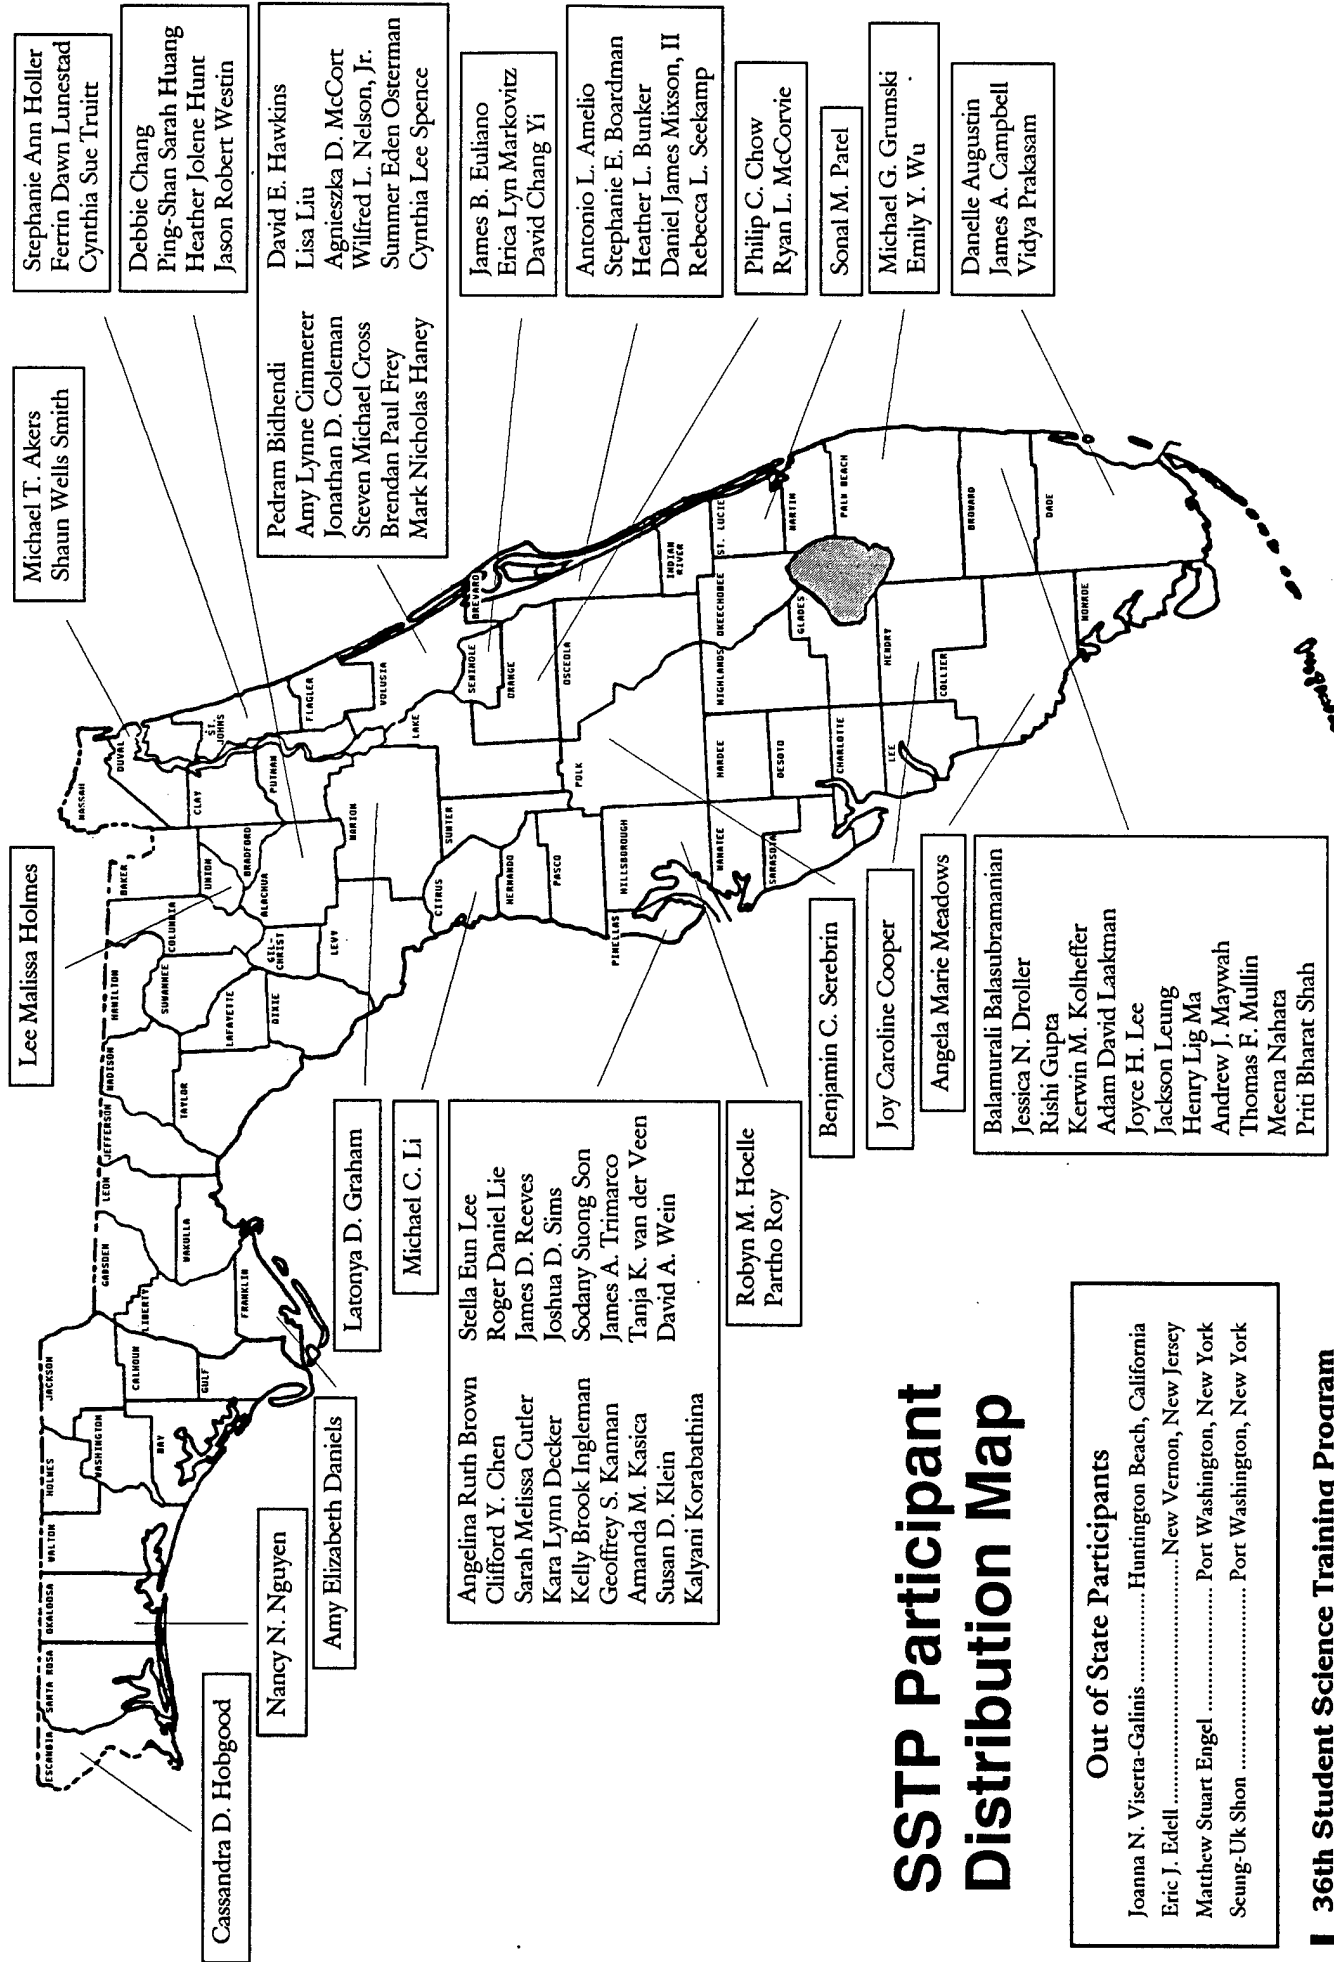 Cassandra D. Hobgood
Nancy N. Nguyen
Amy Elizabeth Daniels
Latonya D. Graham
Michael C. Li
Angelina Ruth Brown
Clifford Y. Chen
Sarah Melissa Cutler
Kara Lynn Decker
Kelly Brook Ingleman
Geoffrey S. Kannan
Amanda M. Kasica
Susan D. Klein
Kalyani Korabathina
Stella Eun Lee
Roger Daniel Lie
James D. Reeves
Joshua D. Sims
Sodany Suong Son
James A. Trimarco
Tanja K. van der Veen
David A. Wein
Robyn M. Hoelle
Partho Roy
Lee Malissa Holmes
Michael T. Akers
Shaun Wells Smith
Stephanie Ann Holler
Ferrin Dawn Lunestad
Cynthia Sue Truitt
Debbie Chang
Ping-Shan Sarah Huang
Heather Jolene Hunt
Jason Robert Westin
Pedram Bidhendi
Amy Lynne Cimmerer
Jonathan D. Coleman
Steven Michael Cross
Brendan Paul Frey
Mark Nicholas Haney
David E. Hawkins
Lisa Liu
Agnieszka D. McCort
Wilfred L. Nelson, Jr.
Summer Eden Osterman
Cynthia Lee Spence
James B. Euliano
Erica Lyn Markovitz
David Chang Yi
Antonio L. Amelio
Stephanie E. Boardman
Heather L. Bunker
Daniel James Mixson, II
Rebecca L. Seekamp
Philip C. Chow
Ryan L. McCorvie
Sonal M. Patel
Michael G. Grumski
Emily Y. Wu
Danelle Augustin
James A. Campbell
Vidya Prakasam
Benjamin C. Serebrin
Joy Caroline Cooper
Angela Marie Meadows
Balamurali Balasubramanian
Jessica N. Droller
Rishi Gupta
Kerwin M. Kolheffer
Adam David Laakman
Joyce H. Lee
Jackson Leung
Henry Lig Ma
Andrew J. Maywah
Thomas F. Mullin
Meena Nahata
Priti Bharat Shah
ESCAMBIA
SANTA ROSA
OKALOOSA
WALTON
HOLMES
JACKSON
WASHINGTON
BAY
CALHOUN
GULF
LIBERTY
GADSDEN
FRANKLIN
LEON
WAKULLA
JEFFERSON
MADISON
TAYLOR
HAMILTON
SUWANNEE
LAFAYETTE
DIXIE
COLUMBIA
GIL-
CHRIST
LEVY
BAKER
UNION
BRADFORD
ALACHUA
NASSAU
DUVAL
CLAY
ST.
JOHNS
PUTNAM
FLAGLER
MARION
VOLUSIA
LAKE
CITRUS
SUMTER
HERNANDO
PASCO
SEMINOLE
ORANGE
BREVARD
OSCEOLA
POLK
PINELLAS
HILLSBOROUGH
INDIAN
RIVER
MANATEE
HARDEE
HIGHLANDS
OKEECHOBEE
ST. LUCIE
SARASOTA
DESOTO
MARTIN
CHARLOTTE
GLADES
PALM BEACH
LEE
HENDRY
COLLIER
BROWARD
DADE
MONROE
SSTP Participant
Distribution Map
Out of State Participants
Joanna N. Viserta-Galinis ............. Huntington Beach, California
Eric J. Edell ........................................ New Vernon, New Jersey
Matthew Stuart Engel .................... Port Washington, New York
Seung-Uk Shon ............................... Port Washington, New York
36th Student Science Training Program